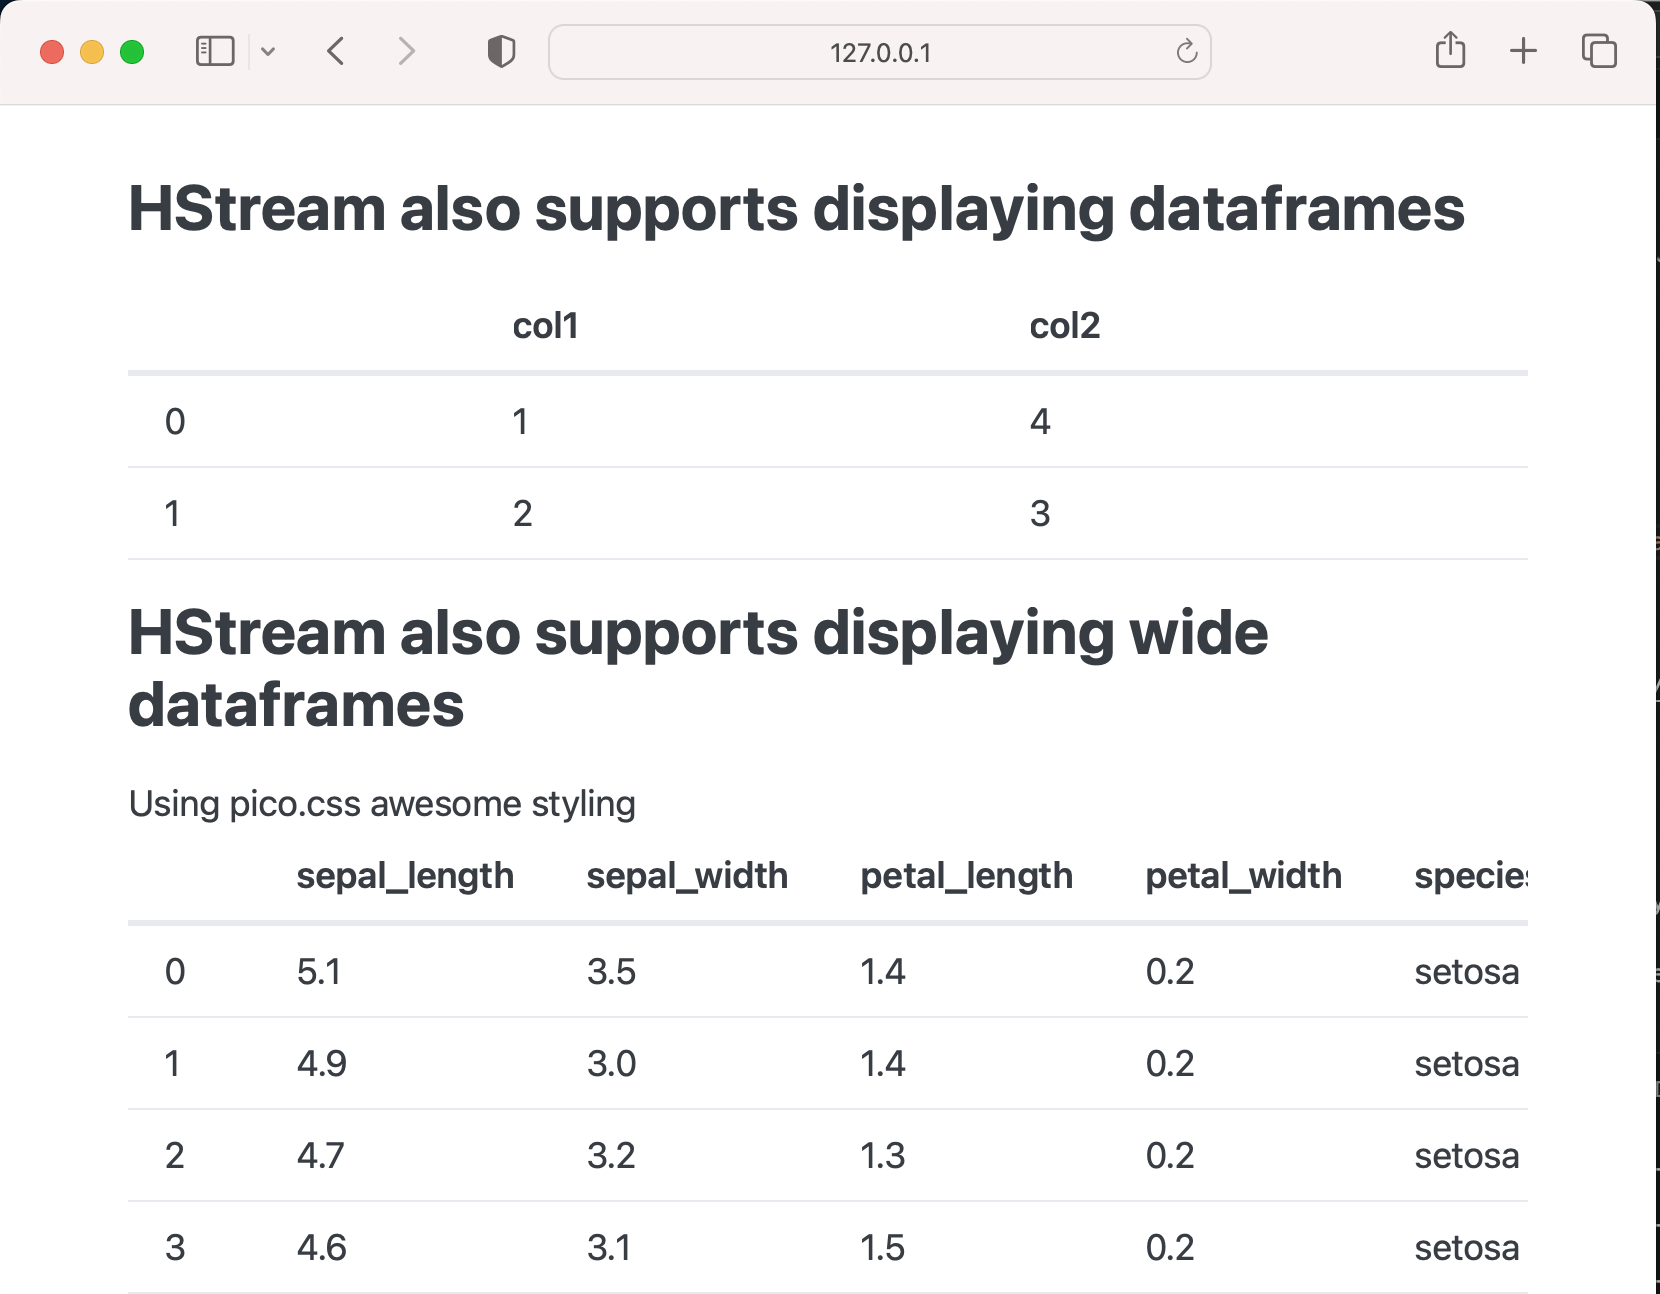 127.0.0.1
HStream also supports displaying dataframes
col1 col2
0 1 4
1 2 3
HStream also supports displaying wide
dataframes
Using pico.css awesome styling
sepal_length sepal_width petal_length petal_width species
0 5.1 3.5 1.4 0.2 setosa
1 4.9 3.0 1.4 0.2 setosa
2 4.7 3.2 1.3 0.2 setosa
3 4.6 3.1 1.5 0.2 setosa